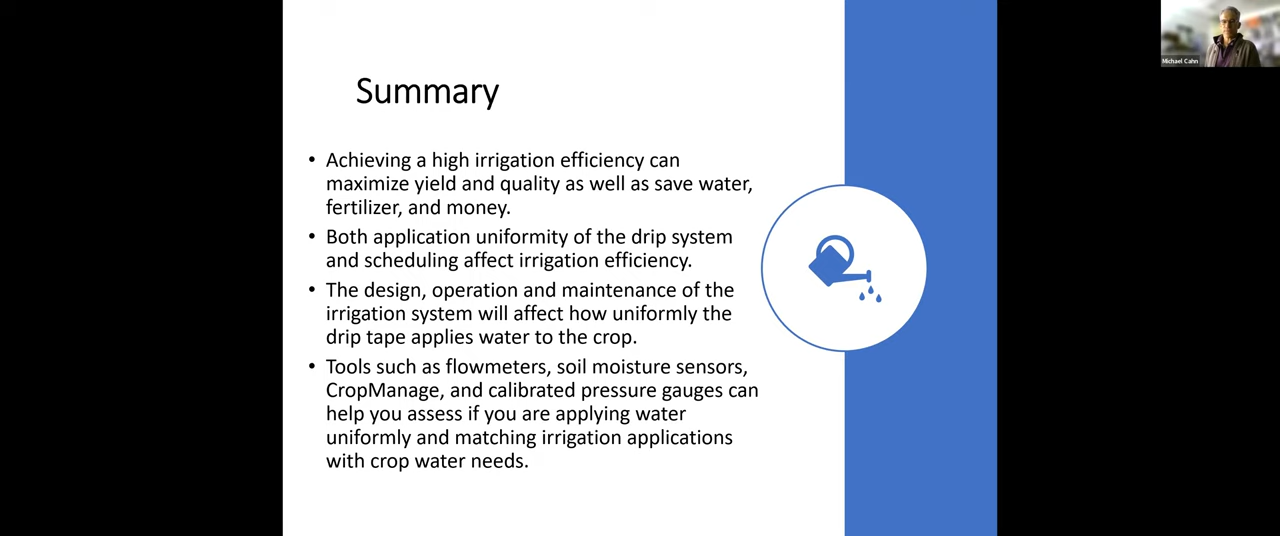 Summary
• Achieving a high irrigation efficiency can
maximize yield and quality as well as save water,
fertilizer, and money.
• Both application uniformity of the drip system
and scheduling affect irrigation efficiency.
• The design, operation and maintenance of the
irrigation system will affect how uniformly the
drip tape applies water to the crop.
• Tools such as flowmeters, soil moisture sensors,
CropManage, and calibrated pressure gauges can
help you assess if you are applying water
uniformly and matching irrigation applications
with crop water needs.
Michael Cahn